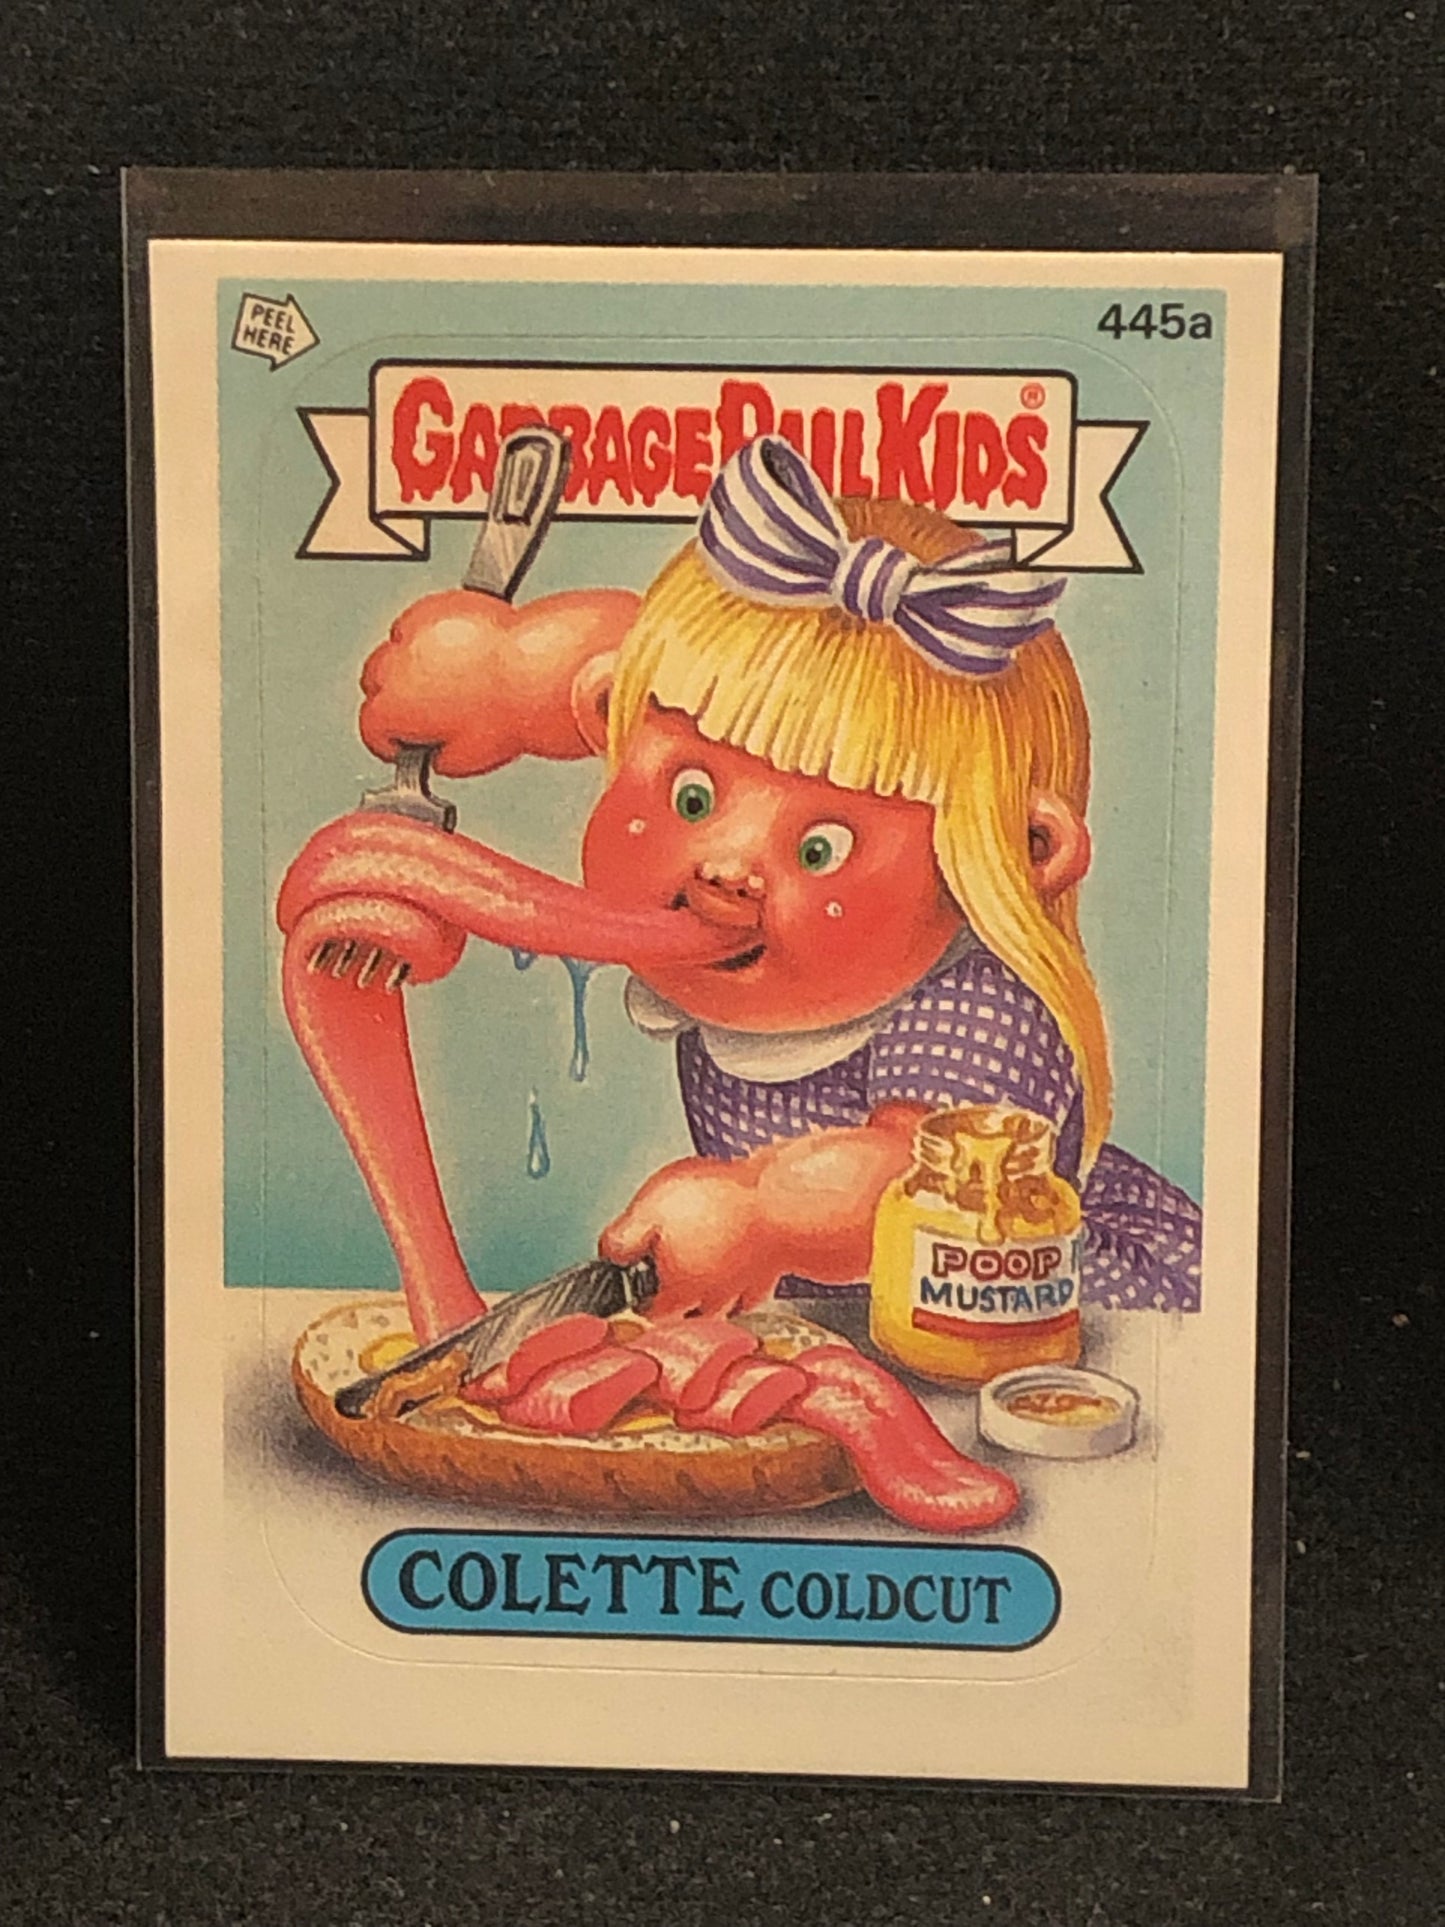 PEEL
HERE
445a
GARBAGE PAIL KIDS®
POOP
MUSTARD
COLETTE COLDCUT